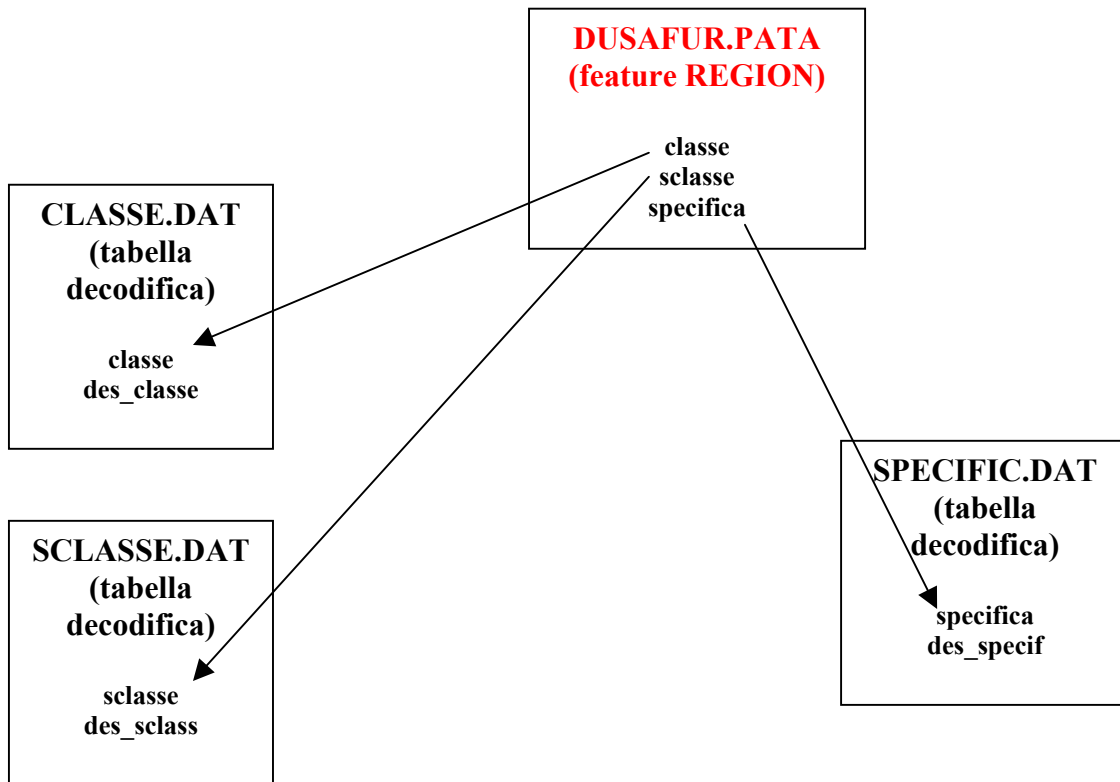 DUSAFUR.PATA
(feature REGION)
classe
sclasse
specifica
CLASSE.DAT
(tabella
decodifica)
classe
des_classe
SCLASSE.DAT
(tabella
decodifica)
sclasse
des_sclass
SPECIFIC.DAT
(tabella
decodifica)
specifica
des_specif